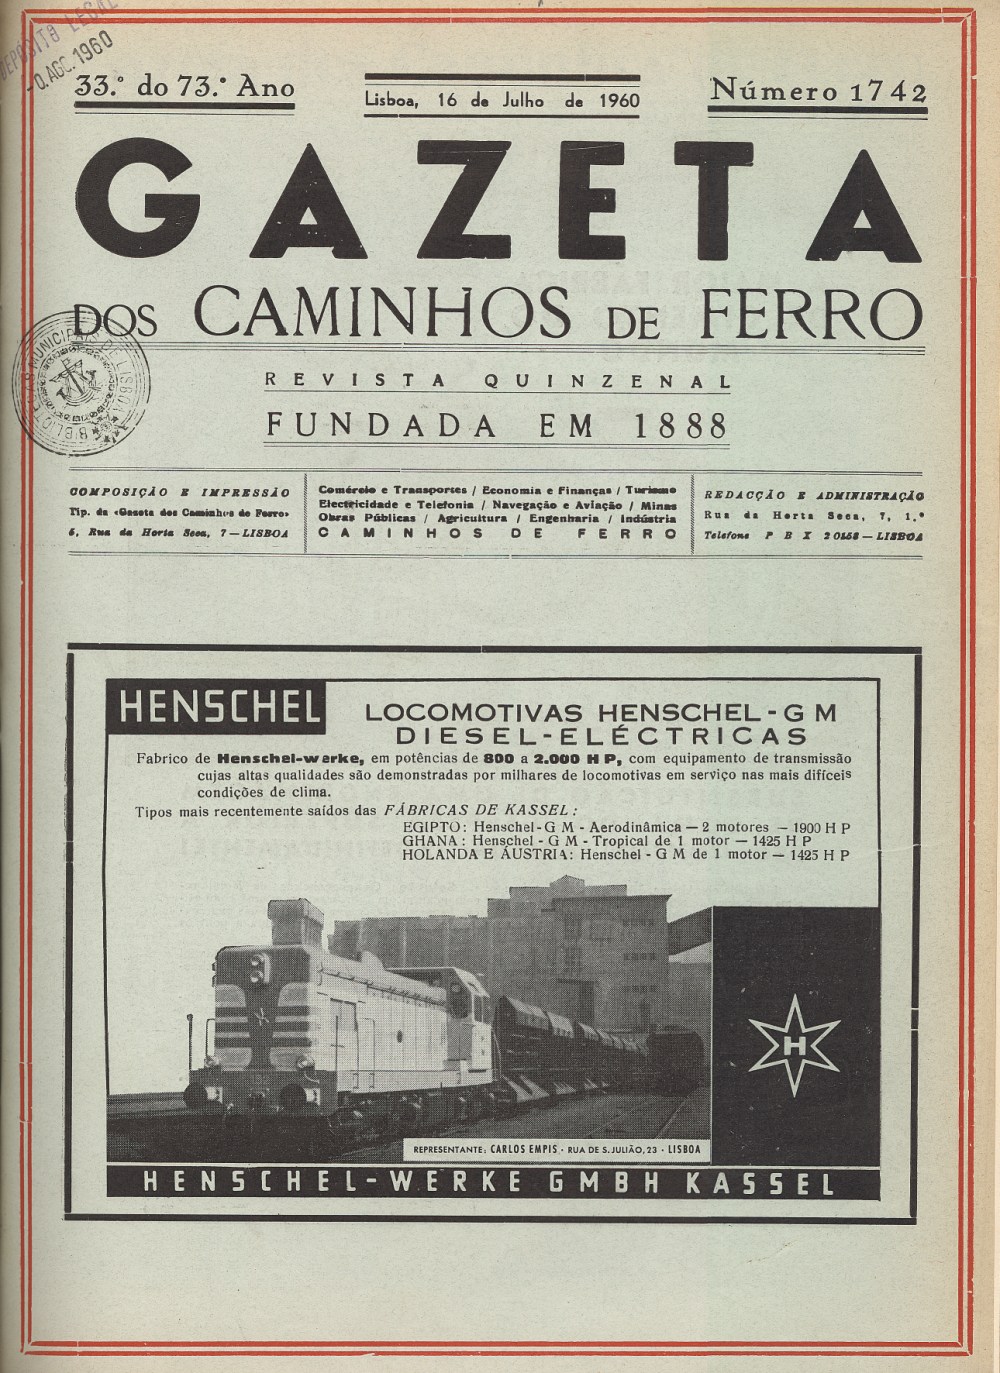 DEPÓSITO LEGAL
AGO. 1960
33.º do 73.º Ano
Lisboa, 16 de Julho de 1960
Número 1742
GAZETA
DOS CAMINHOS DE FERRO
BIBLIOTECAS MUNICIPAIS DE LISBOA
REVISTA QUINZENAL
FUNDADA EM 1888
COMPOSIÇÃO E IMPRESSÃO
Tip. da «Gazeta dos Caminhos de Ferro»
5, Rua da Horta Seca, 7 — LISBOA
Comércio e Transportes / Economia e Finanças / Turismo
Electricidade e Telefonia / Navegação e Aviação / Minas
Obras Públicas / Agricultura / Engenharia / Indústria
CAMINHOS DE FERRO
REDACÇÃO E ADMINISTRAÇÃO
Rua da Horta Seca, 7, 1.º
Telefone P B X 20158 — LISBOA
HENSCHEL
LOCOMOTIVAS HENSCHEL-GM
DIESEL-ELÉCTRICAS
Fabrico de Henschel-werke, em potências de 800 a 2.000 HP, com equipamento de transmissão
cujas altas qualidades são demonstradas por milhares de locomotivas em serviço nas mais difíceis
condições de clima.
Tipos mais recentemente saídos das FÁBRICAS DE KASSEL:
EGIPTO: Henschel-GM - Aerodinâmica — 2 motores — 1900 HP
GHANA: Henschel-GM - Tropical de 1 motor — 1425 HP
HOLANDA E ÁUSTRIA: Henschel-GM de 1 motor — 1425 HP
H
REPRESENTANTE: CARLOS EMPIS · RUA DE S. JULIÃO, 23 · LISBOA
HENSCHEL-WERKE GMBH KASSEL